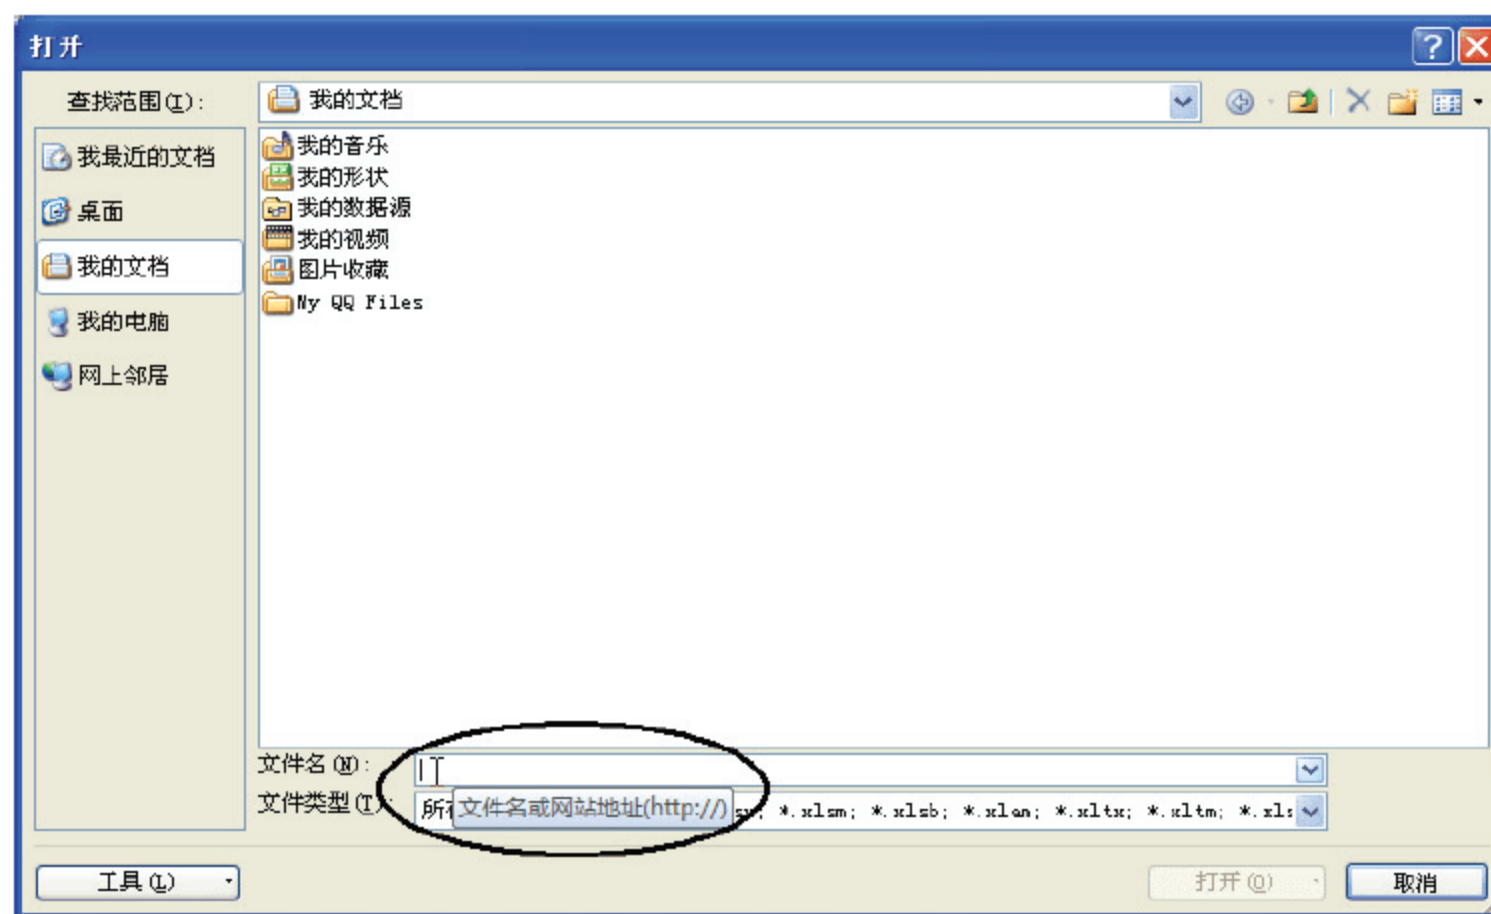 打开
查找范围(I):
我的文档
我最近的文档
桌面
我的文档
我的电脑
网上邻居
我的音乐
我的形状
我的数据源
我的视频
图片收藏
My QQ Files
文件名(N):
文件类型(T):
所有
文件名或网站地址(http://)
*.xlsm; *.xlsb; *.xlam; *.xltx; *.xltm; *.xls
工具(L)
打开(O)
取消